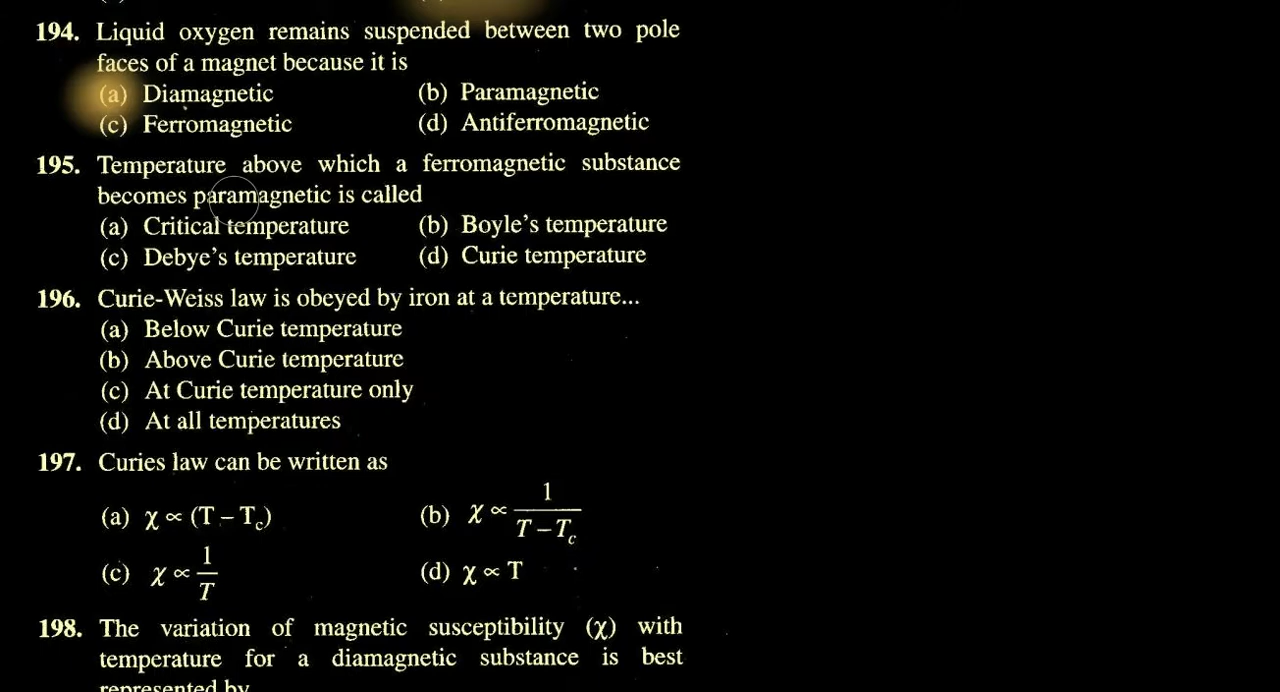 194. Liquid oxygen remains suspended between two pole
faces of a magnet because it is
(a) Diamagnetic (b) Paramagnetic
(c) Ferromagnetic (d) Antiferromagnetic
195. Temperature above which a ferromagnetic substance
becomes paramagnetic is called
(a) Critical temperature (b) Boyle's temperature
(c) Debye's temperature (d) Curie temperature
196. Curie-Weiss law is obeyed by iron at a temperature...
(a) Below Curie temperature
(b) Above Curie temperature
(c) At Curie temperature only
(d) At all temperatures
197. Curies law can be written as
(a) χ ∝ (T – T_c) (b) χ ∝ 1/(T – T_c)
(c) χ ∝ 1/T (d) χ ∝ T
198. The variation of magnetic susceptibility (χ) with
temperature for a diamagnetic substance is best
represented by